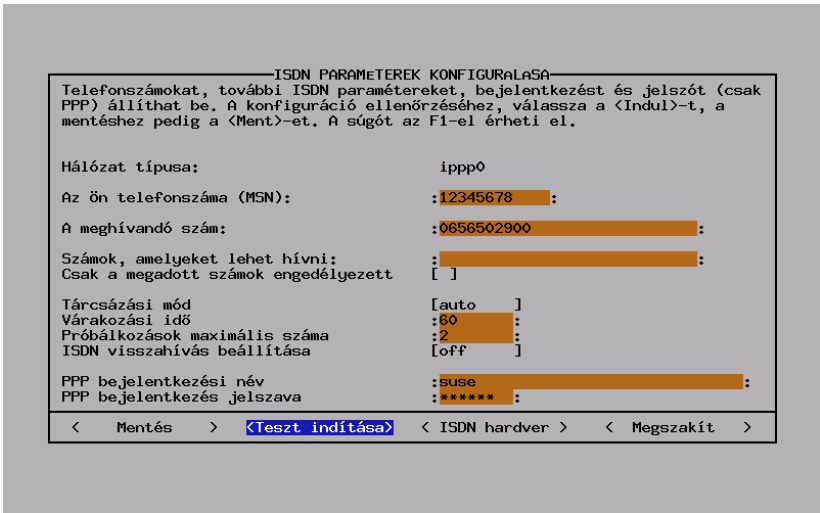 ISDN PARAMETEREK KONFIGURALASA
Telefonszámokat, további ISDN paramétereket, bejelentkezést és jelszót (csak
PPP) állíthat be. A konfiguráció ellenőrzéséhez, válassza a <Indul>-t, a
mentéshez pedig a <Ment>-et. A súgót az F1-el érheti el.
Hálózat típusa: ippp0
Az ön telefonszáma (MSN): :12345678 :
A meghívandó szám: :0656502900 :
Számok, amelyeket lehet hívni: : :
Csak a megadott számok engedélyezett [ ]
Tárcsázási mód [auto ]
Várakozási idő :60 :
Próbálkozások maximális száma :2 :
ISDN visszahívás beállítása [off ]
PPP bejelentkezési név :suse :
PPP bejelentkezés jelszava :****** :
< Mentés > <Teszt indítása> < ISDN hardver > < Megszakít >